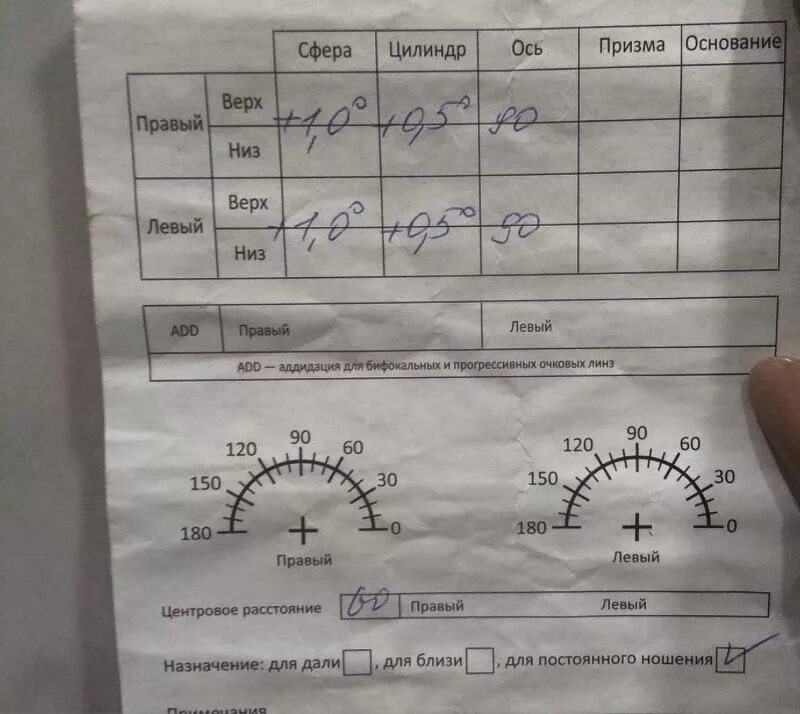 Сфера Цилиндр Ось Призма Основание
Правый Верх +1,0° +0,5° 90
Низ
Левый Верх +1,0° +0,5° 90
Низ
ADD Правый Левый
ADD — аддидация для бифокальных и прогрессивных очковых линз
180 150 120 90 60 30 0
Правый
180 150 120 90 60 30 0
Левый
Центровое расстояние 60 Правый Левый
Назначение: для дали , для близи , для постоянного ношения
Примечания